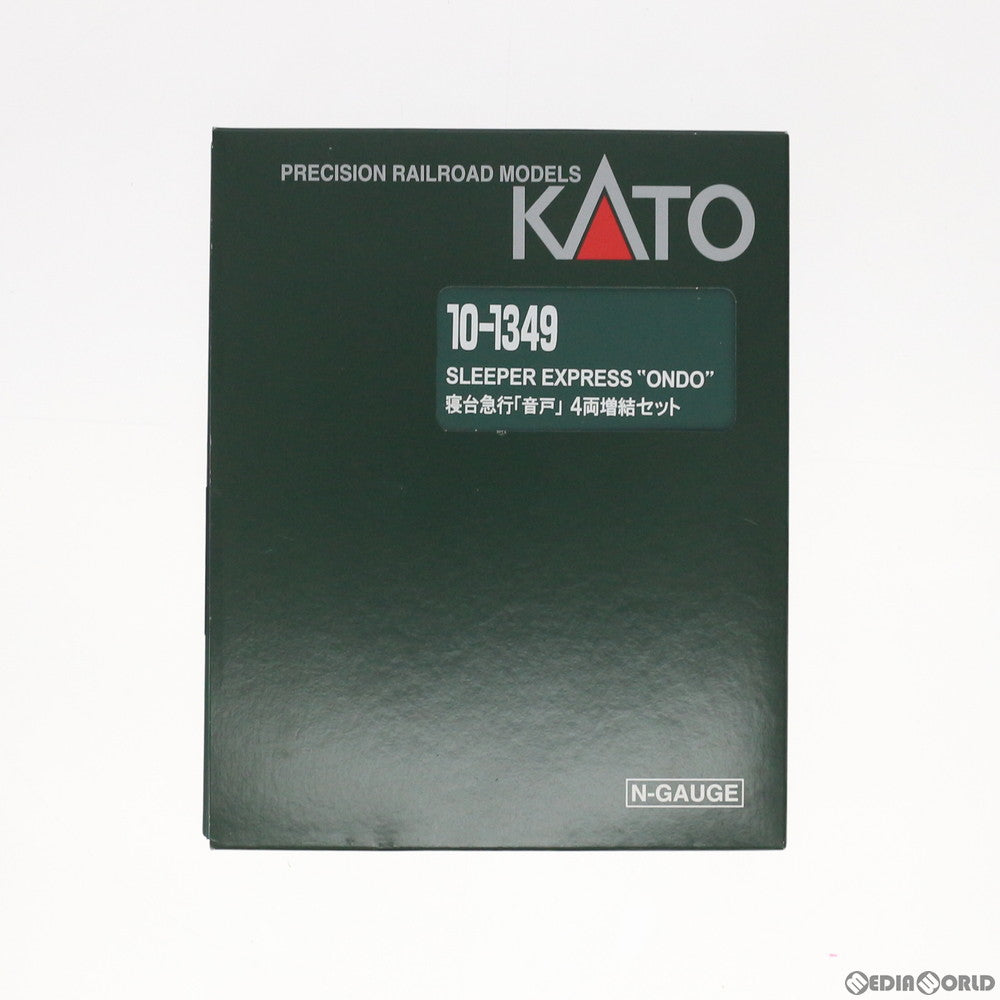 PRECISION RAILROAD MODELS
KATO
10-1349
SLEEPER EXPRESS "ONDO"
寝台急行「音戸」 4両増結セット
N-GAUGE
MEDIAWORLD